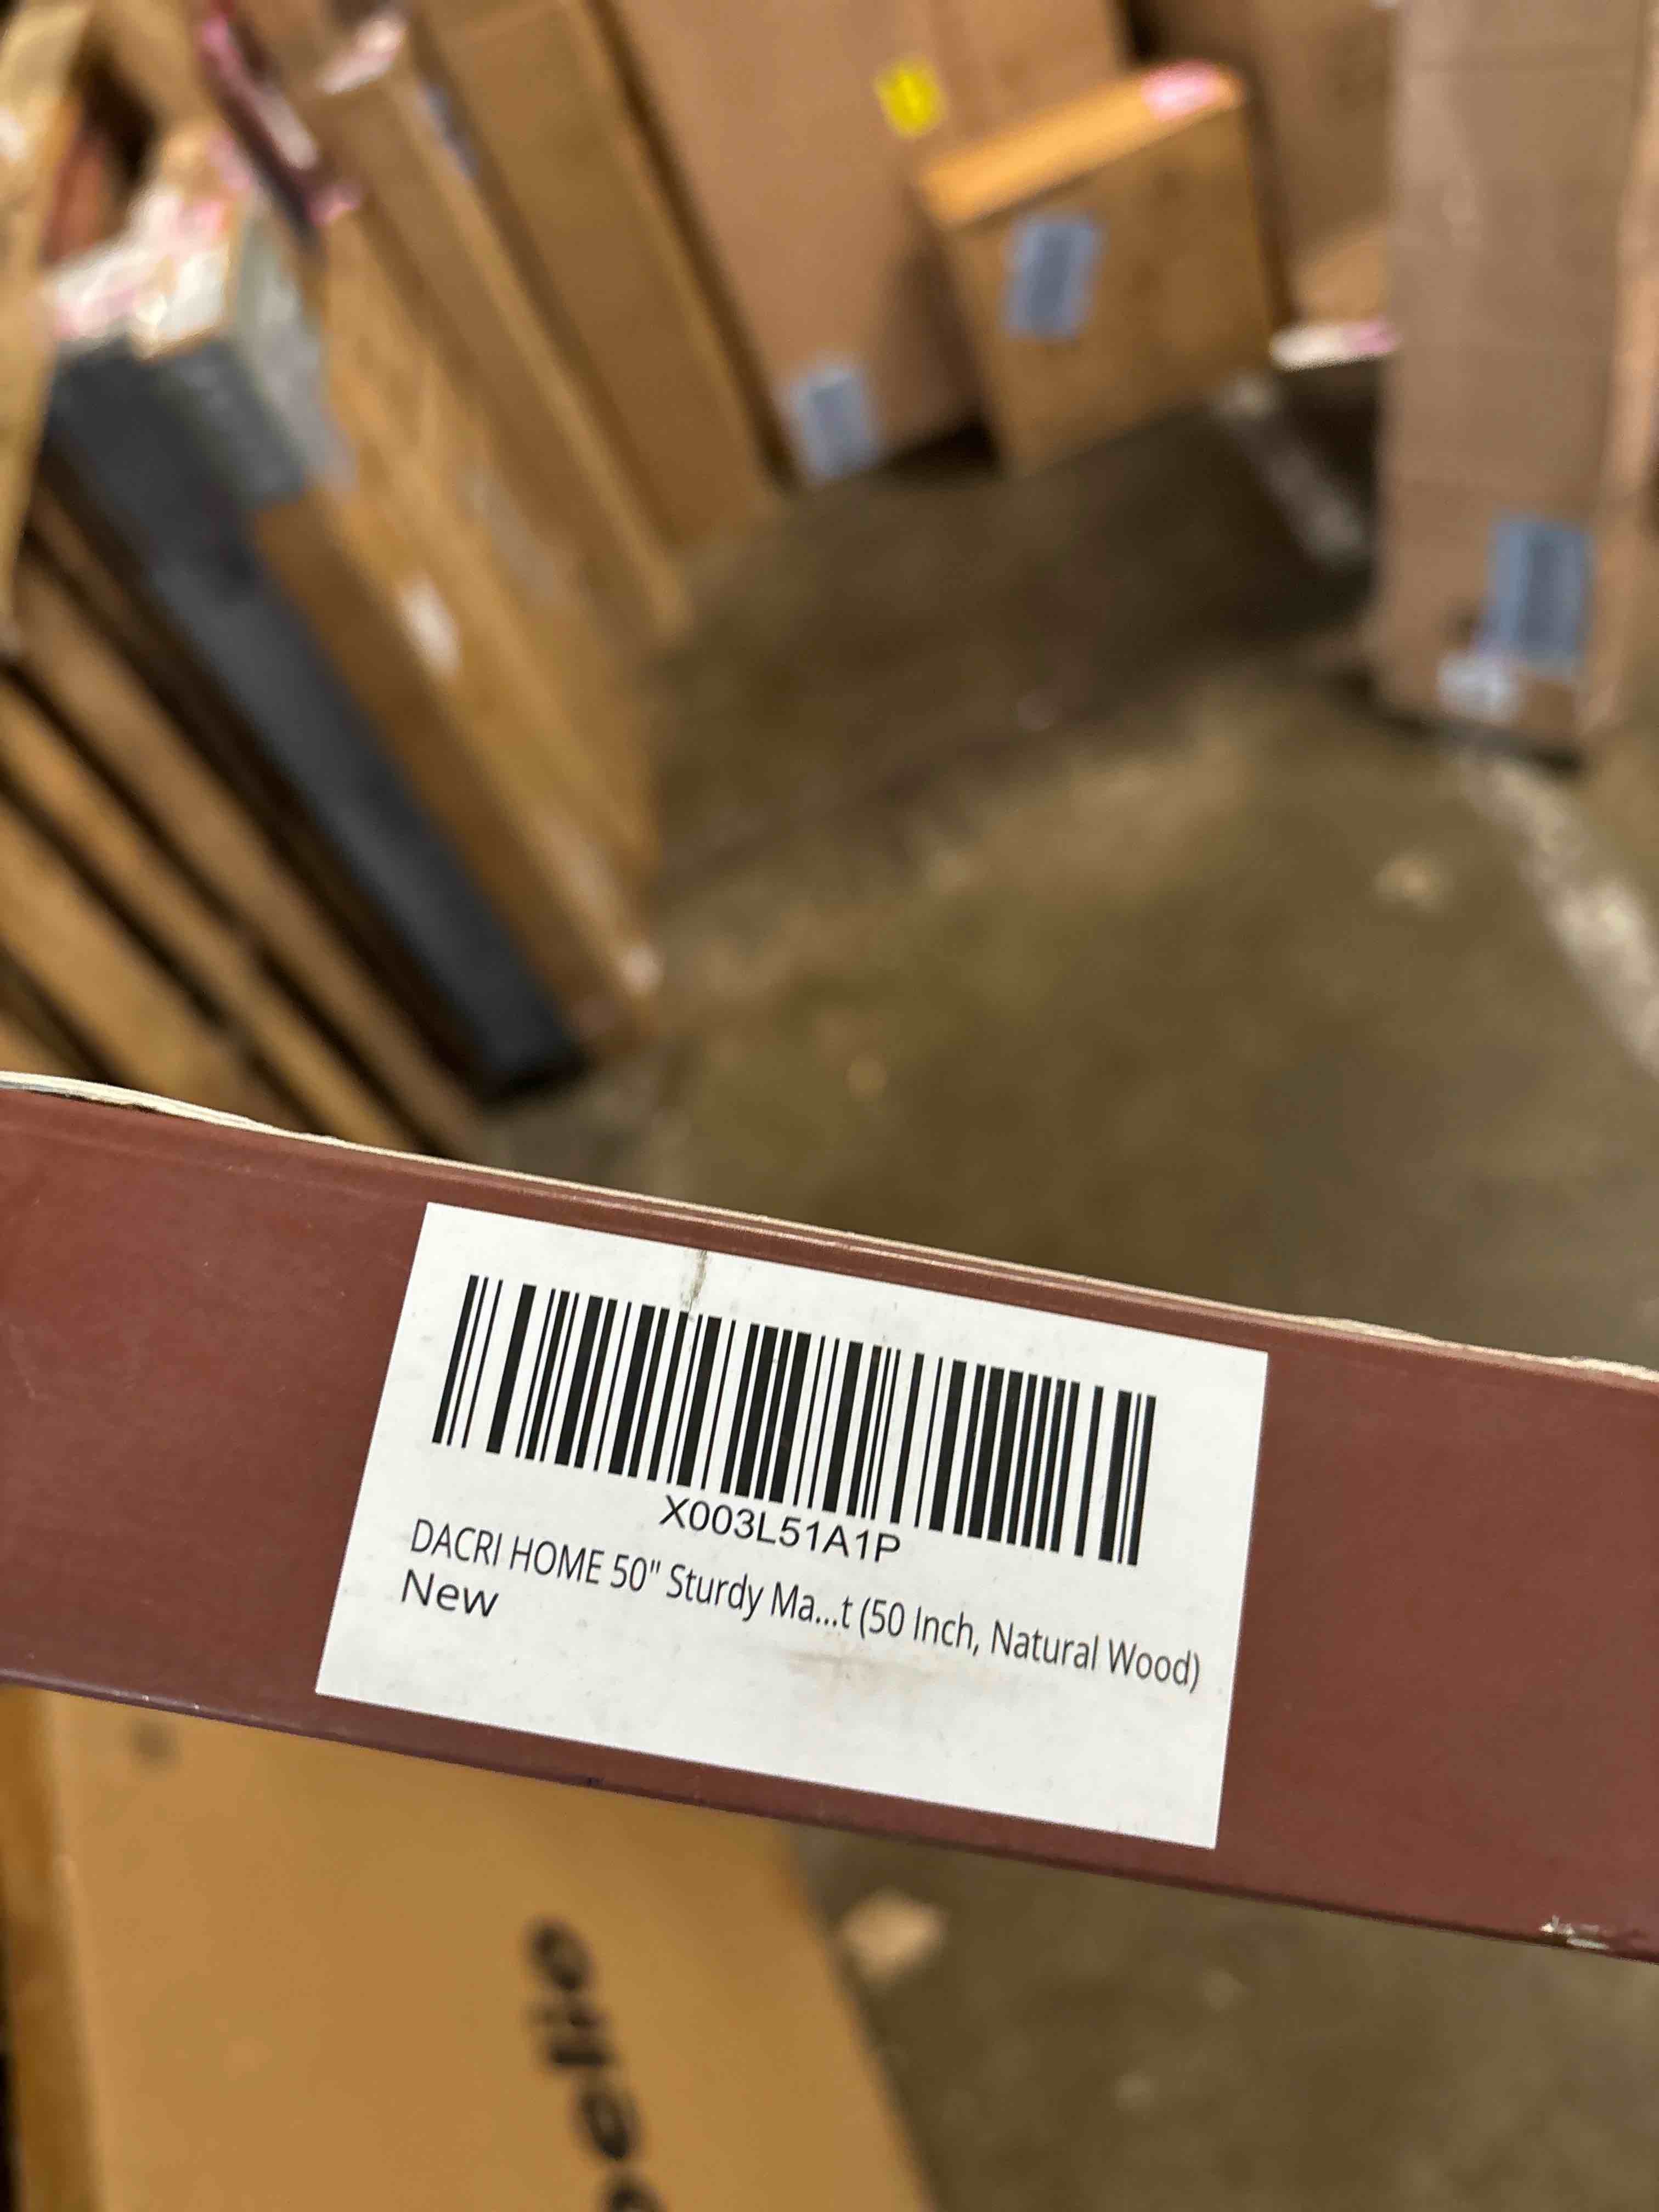 X003L51A1P
DACRI HOME 50" Sturdy Ma...t (50 Inch, Natural Wood)
New